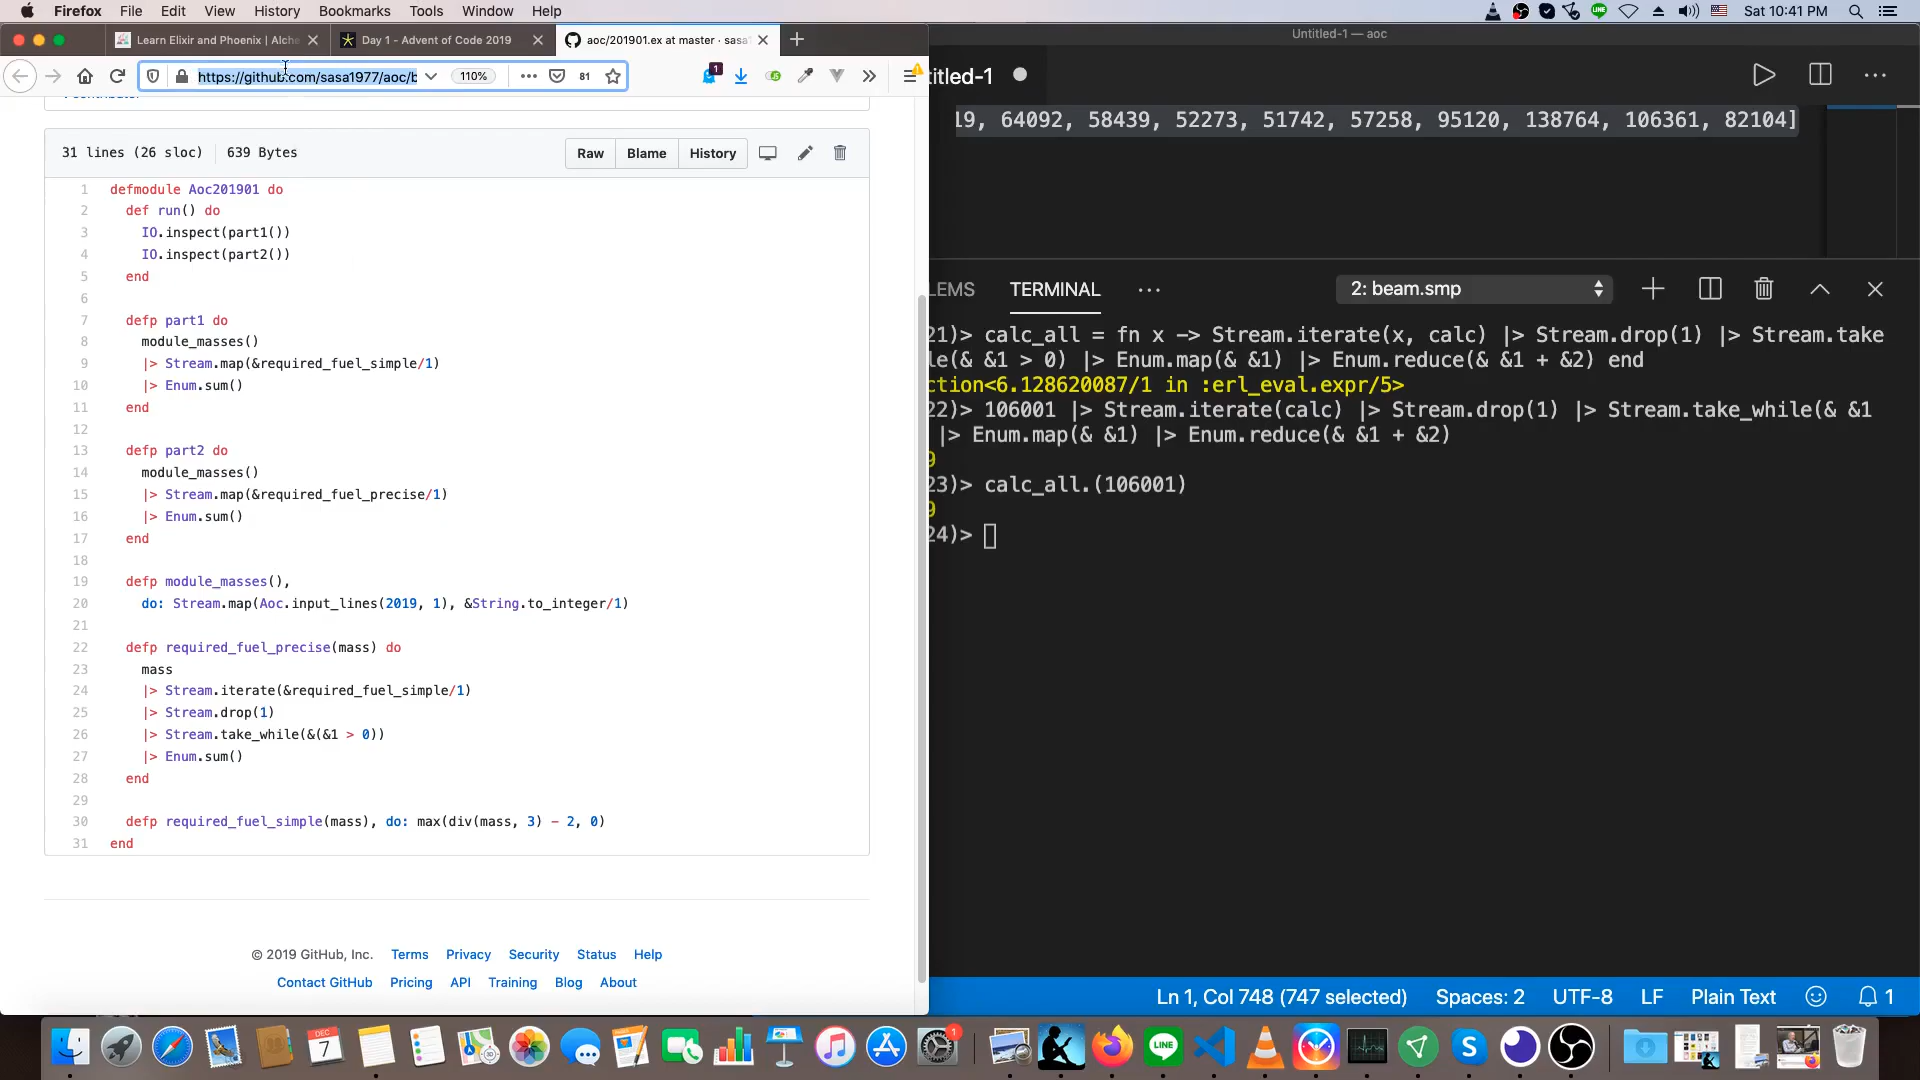 Firefox File Edit View History Bookmarks Tools Window Help
Sat 10:41 PM
Learn Elixir and Phoenix | Alche
Day 1 - Advent of Code 2019
aoc/201901.ex at master · sasa1
https://github.com/sasa1977/aoc/b
110%
81
1
31 lines (26 sloc) 639 Bytes
Raw Blame History
1 defmodule Aoc201901 do
2 def run() do
3 IO.inspect(part1())
4 IO.inspect(part2())
5 end
6
7 defp part1 do
8 module_masses()
9 |> Stream.map(&required_fuel_simple/1)
10 |> Enum.sum()
11 end
12
13 defp part2 do
14 module_masses()
15 |> Stream.map(&required_fuel_precise/1)
16 |> Enum.sum()
17 end
18
19 defp module_masses(),
20 do: Stream.map(Aoc.input_lines(2019, 1), &String.to_integer/1)
21
22 defp required_fuel_precise(mass) do
23 mass
24 |> Stream.iterate(&required_fuel_simple/1)
25 |> Stream.drop(1)
26 |> Stream.take_while(&(&1 > 0))
27 |> Enum.sum()
28 end
29
30 defp required_fuel_simple(mass), do: max(div(mass, 3) - 2, 0)
31 end
© 2019 GitHub, Inc. Terms Privacy Security Status Help
Contact GitHub Pricing API Training Blog About
Untitled-1 — aoc
titled-1
19, 64092, 58439, 52273, 51742, 57258, 95120, 138764, 106361, 82104]
LEMS TERMINAL ··· 2: beam.smp
21)> calc_all = fn x -> Stream.iterate(x, calc) |> Stream.drop(1) |> Stream.take
le(& &1 > 0) |> Enum.map(& &1) |> Enum.reduce(& &1 + &2) end
ction<6.128620087/1 in :erl_eval.expr/5>
22)> 106001 |> Stream.iterate(calc) |> Stream.drop(1) |> Stream.take_while(& &1
|> Enum.map(& &1) |> Enum.reduce(& &1 + &2)
9
23)> calc_all.(106001)
9
24)>
Ln 1, Col 748 (747 selected) Spaces: 2 UTF-8 LF Plain Text 1
DEC
7
1
LINE